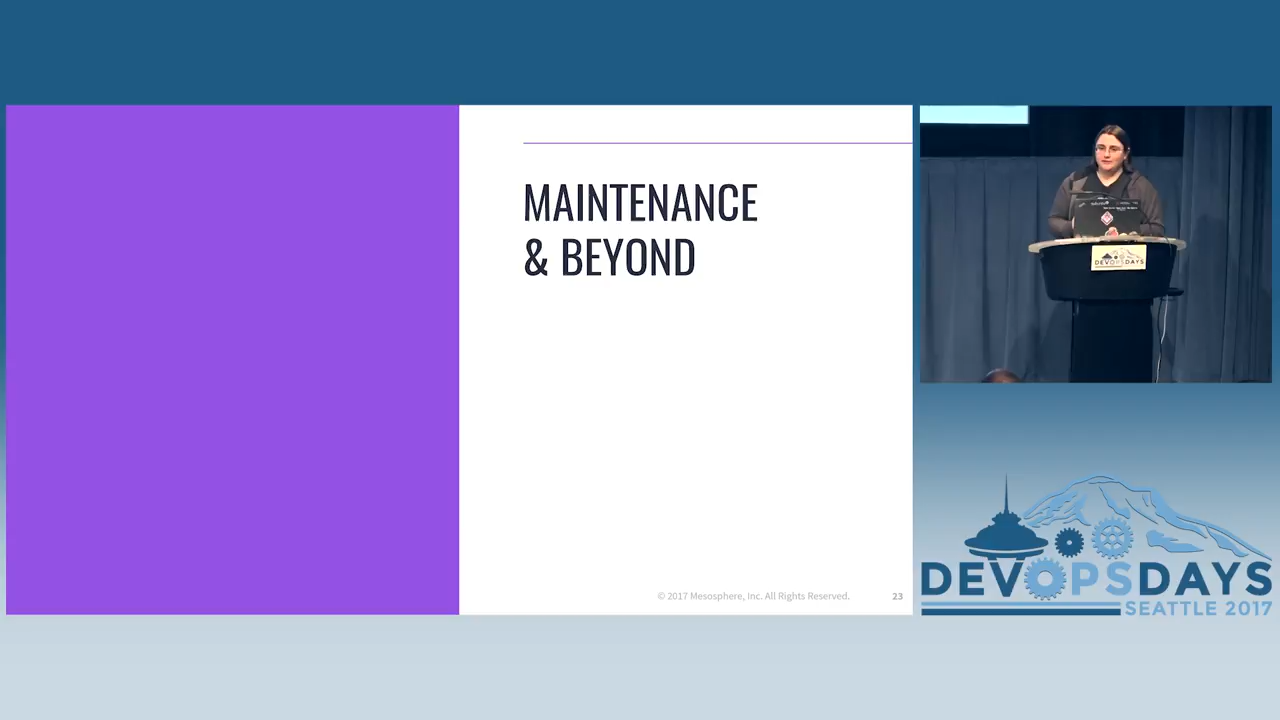 MAINTENANCE
& BEYOND
© 2017 Mesosphere, Inc. All Rights Reserved.
23
DEVOPSDAYS
DEVOPSDAYS
SEATTLE 2017